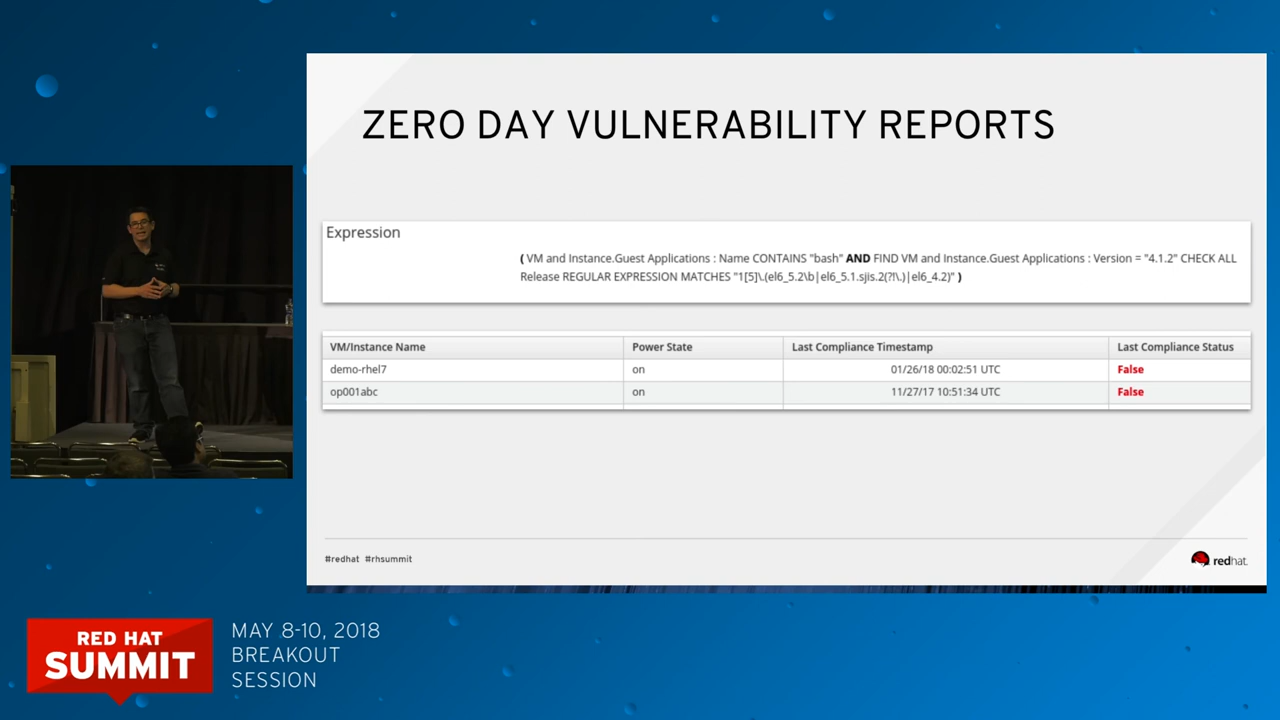 ZERO DAY VULNERABILITY REPORTS
Expression
( VM and Instance.Guest Applications : Name CONTAINS "bash" AND FIND VM and Instance.Guest Applications : Version = "4.1.2" CHECK ALL
Release REGULAR EXPRESSION MATCHES "1[5]\.(el6_5.2\b|el6_5.1.sjis.2(?!\.)|el6_4.2)" )
VM/Instance Name Power State Last Compliance Timestamp Last Compliance Status
demo-rhel7 on 01/26/18 00:02:51 UTC False
op001abc on 11/27/17 10:51:34 UTC False
#redhat #rhsummit
redhat.
RED HAT
SUMMIT
MAY 8-10, 2018
BREAKOUT
SESSION